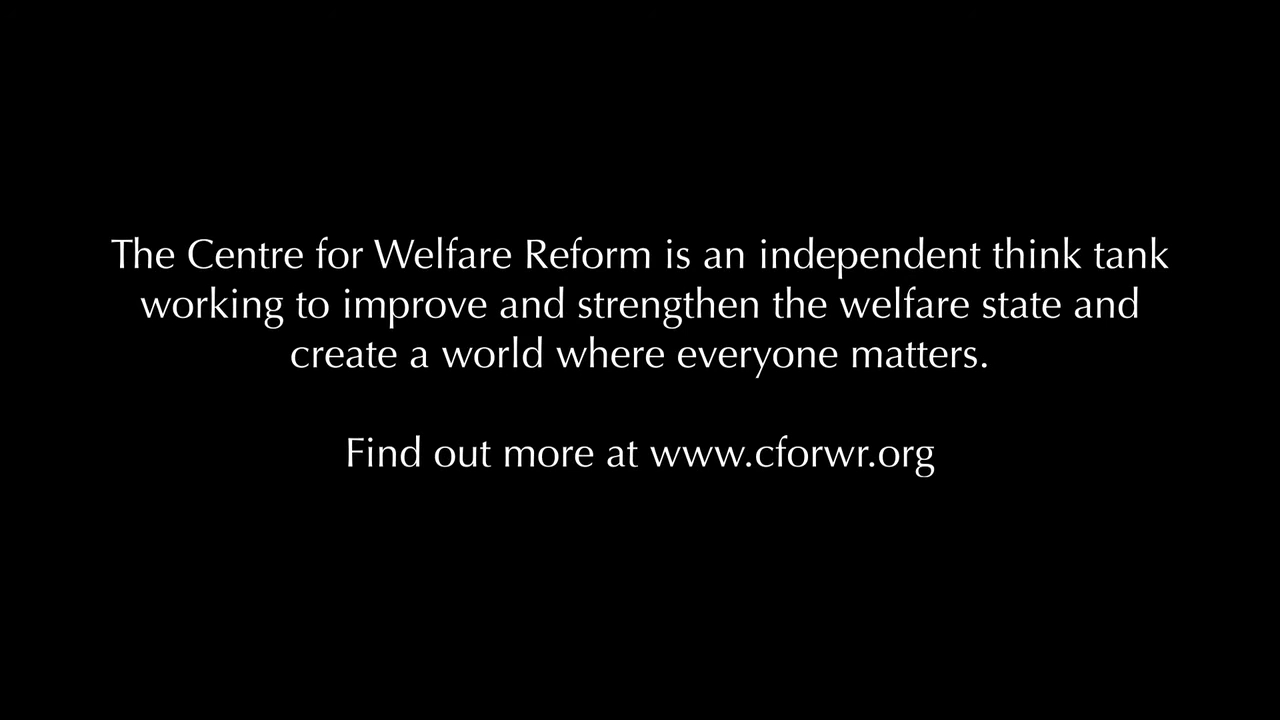 The Centre for Welfare Reform is an independent think tank
working to improve and strengthen the welfare state and
create a world where everyone matters.
Find out more at www.cforwr.org